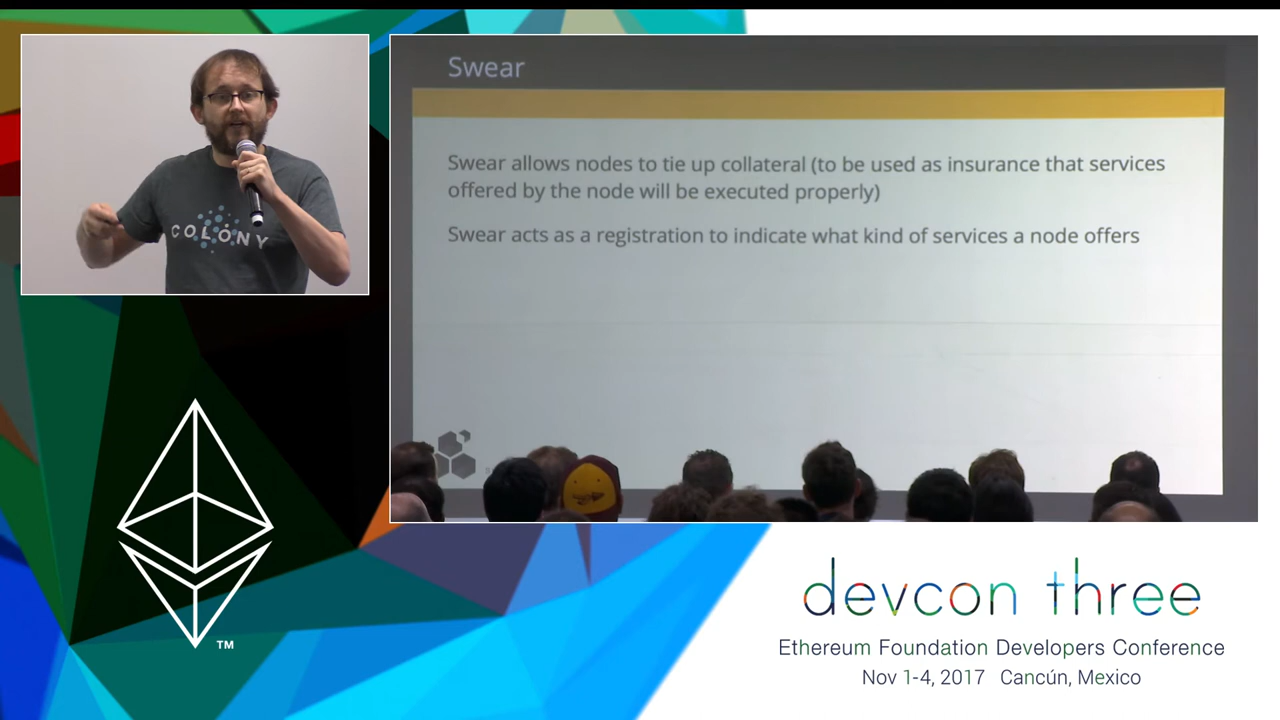 Swear
Swear allows nodes to tie up collateral (to be used as insurance that services
offered by the node will be executed properly)
Swear acts as a registration to indicate what kind of services a node offers
COLONY
TM
devcon three
Ethereum Foundation Developers Conference
Nov 1-4, 2017 Cancún, Mexico